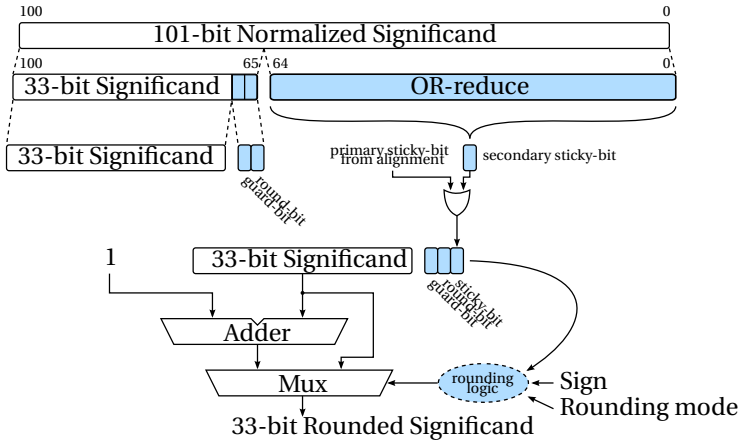 100 0
101-bit Normalized Significand
100 65 64 0
33-bit Significand OR-reduce
primary sticky-bit
from alignment
secondary sticky-bit
33-bit Significand
round-bit
guard-bit
1
33-bit Significand
sticky-bit
round-bit
guard-bit
Adder
Mux
rounding
logic
Sign
Rounding mode
33-bit Rounded Significand